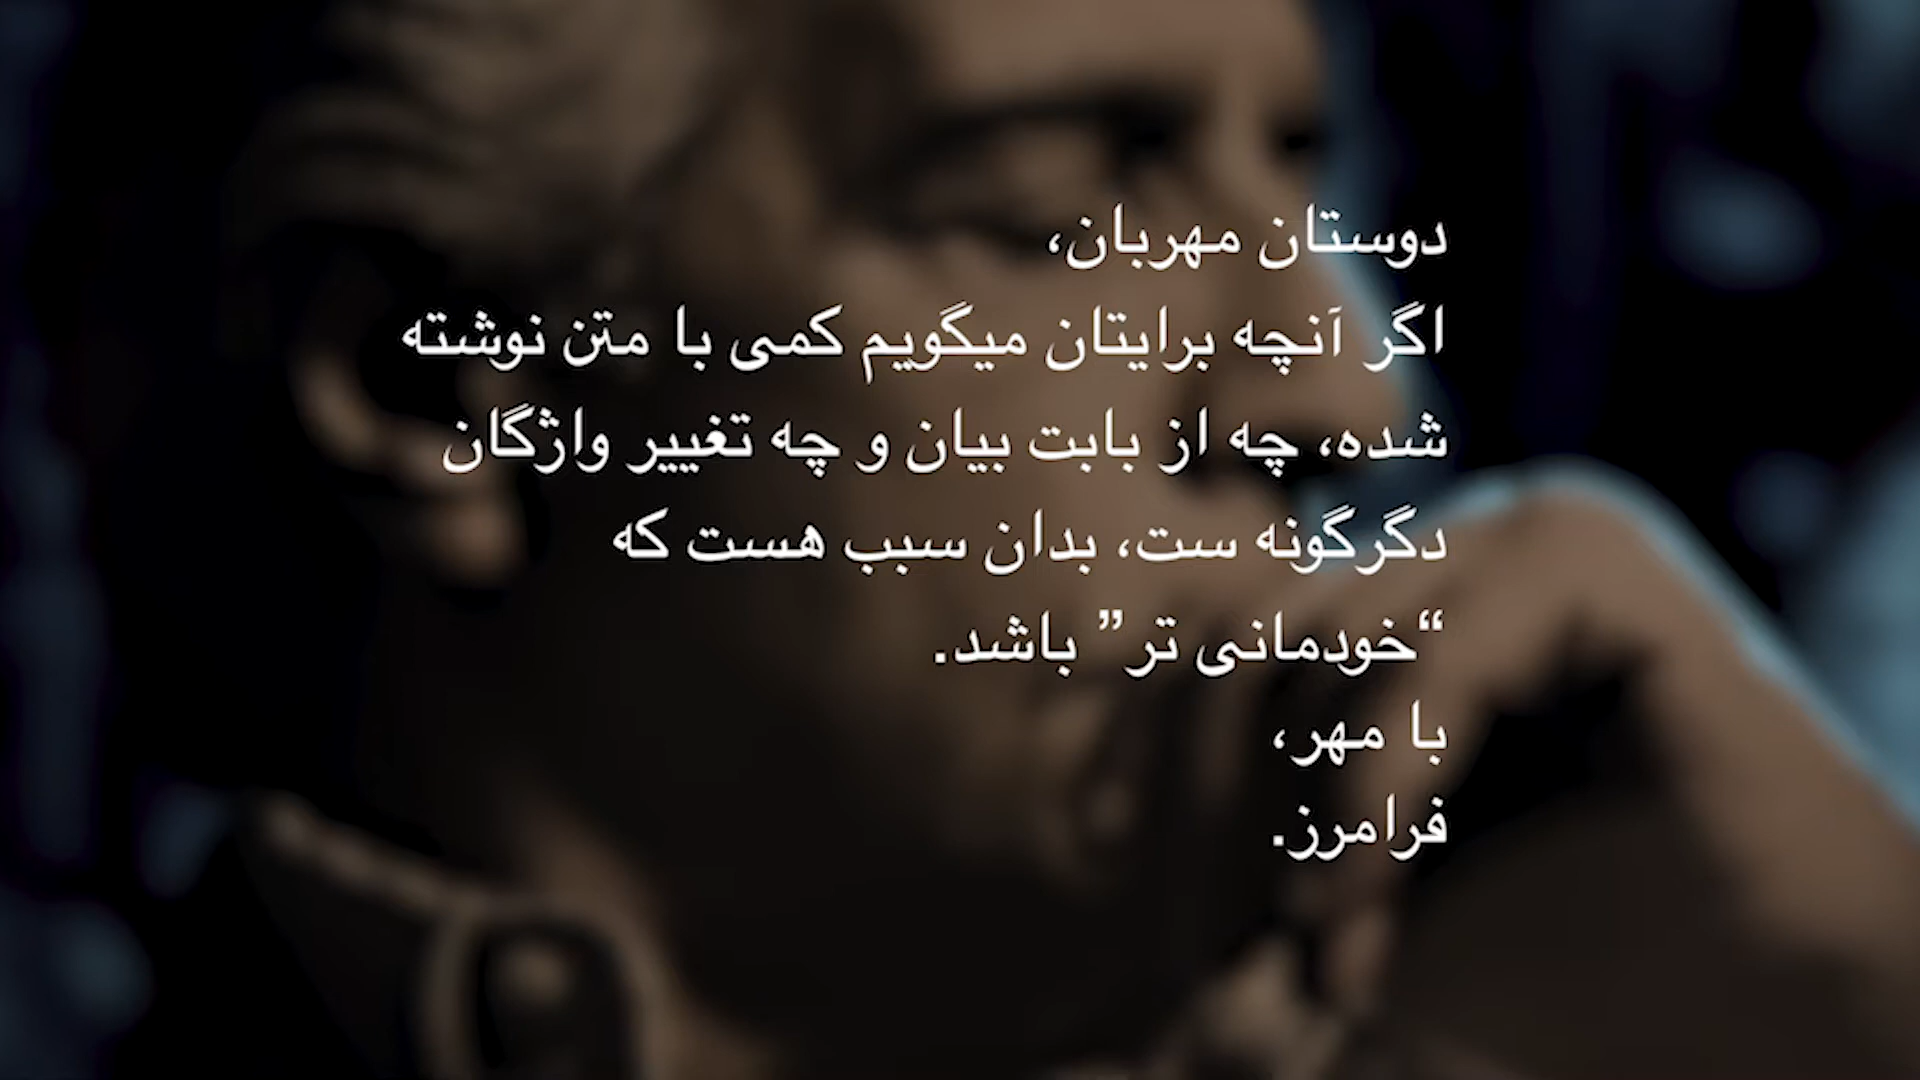 دوستان مهربان،
اگر آنچه برایتان میگویم کمی با متن نوشته
شده، چه از بابت بیان و چه تغییر واژگان
دگرگونه ست، بدان سبب هست که
“خودمانی تر” باشد.
با مهر،
فرامرز.